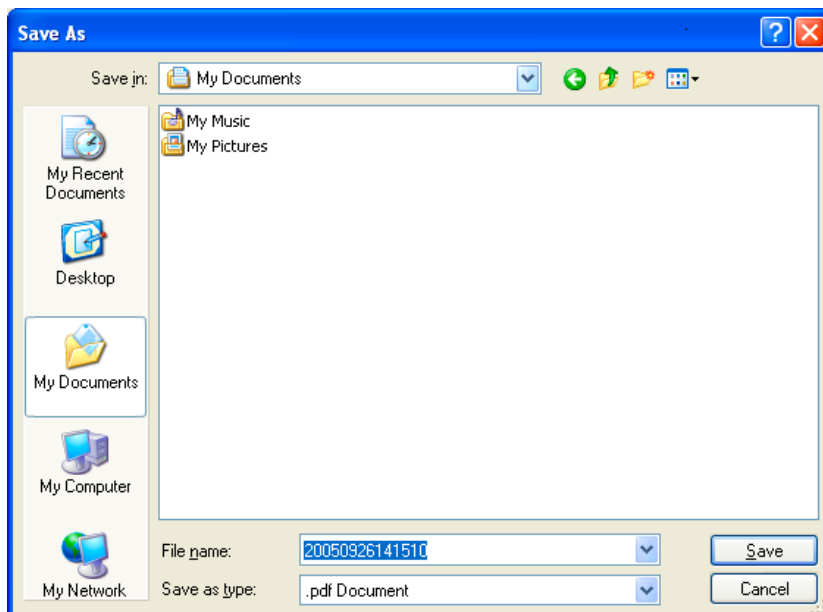 Save As
Save in:
My Documents
My Music
My Pictures
My Recent
Documents
Desktop
My Documents
My Computer
My Network
File name:
20050926141510
Save
Save as type:
.pdf Document
Cancel